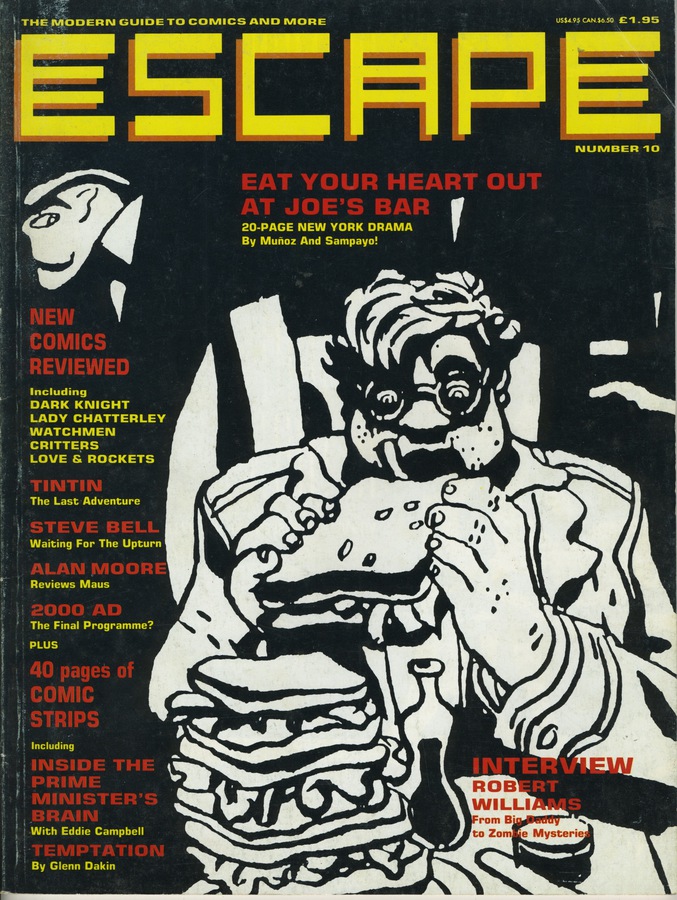 THE MODERN GUIDE TO COMICS AND MORE
US$4.95 CAN.$6.50 £1.95
ESCAPE
NUMBER 10
EAT YOUR HEART OUT
AT JOE'S BAR
20-PAGE NEW YORK DRAMA
By Muñoz And Sampayo!
NEW
COMICS
REVIEWED
Including
DARK KNIGHT
LADY CHATTERLEY
WATCHMEN
CRITTERS
LOVE & ROCKETS
TINTIN
The Last Adventure
STEVE BELL
Waiting For The Upturn
ALAN MOORE
Reviews Maus
2000 AD
The Final Programme?
PLUS
40 pages of
COMIC
STRIPS
Including
INSIDE THE
PRIME
MINISTER'S
BRAIN
With Eddie Campbell
TEMPTATION
By Glenn Dakin
INTERVIEW
ROBERT
WILLIAMS
From Big Daddy
to Zombie Mysteries